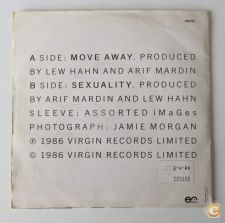 A SIDE: MOVE AWAY. PRODUCED
BY LEW HAHN AND ARIF MARDIN
B SIDE: SEXUALITY. PRODUCED
BY ARIF MARDIN AND LEW HAHN
SLEEVE: ASSORTED iMaGes
PHOTOGRAPH: JAMIE MORGAN
℗ 1986 VIRGIN RECORDS LIMITED
© 1986 VIRGIN RECORDS LIMITED